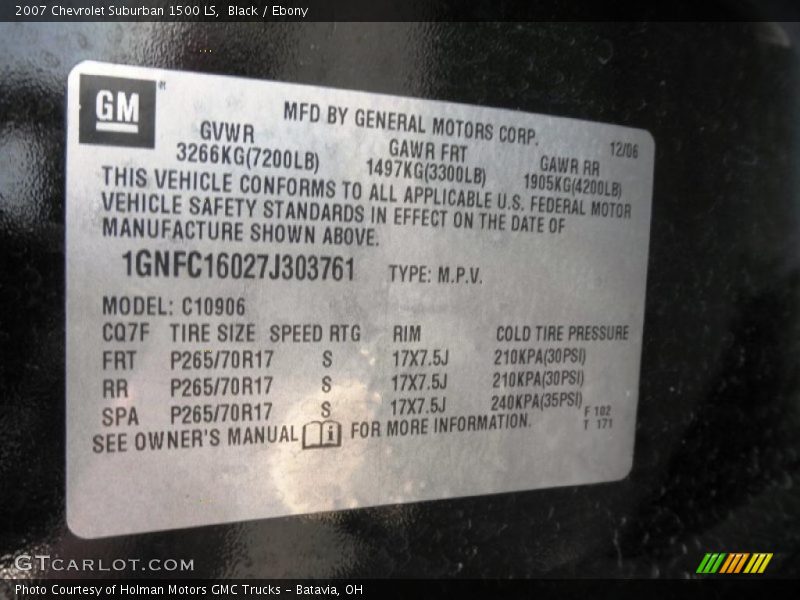 2007 Chevrolet Suburban 1500 LS,  Black / Ebony
GM
MFD BY GENERAL MOTORS CORP.
12/06
GVWR GAWR FRT GAWR RR
3266KG(7200LB) 1497KG(3300LB) 1905KG(4200LB)
THIS VEHICLE CONFORMS TO ALL APPLICABLE U.S. FEDERAL MOTOR
VEHICLE SAFETY STANDARDS IN EFFECT ON THE DATE OF
MANUFACTURE SHOWN ABOVE.
1GNFC16027J303761 TYPE: M.P.V.
MODEL: C10906
CQ7F TIRE SIZE SPEED RTG RIM COLD TIRE PRESSURE
FRT P265/70R17 S 17X7.5J 210KPA(30PSI)
RR P265/70R17 S 17X7.5J 210KPA(30PSI)
SPA P265/70R17 S 17X7.5J 240KPA(35PSI)
F 102
T 171
SEE OWNER'S MANUAL i FOR MORE INFORMATION.
GTCARLOT.COM
Photo Courtesy of Holman Motors GMC Trucks - Batavia, OH